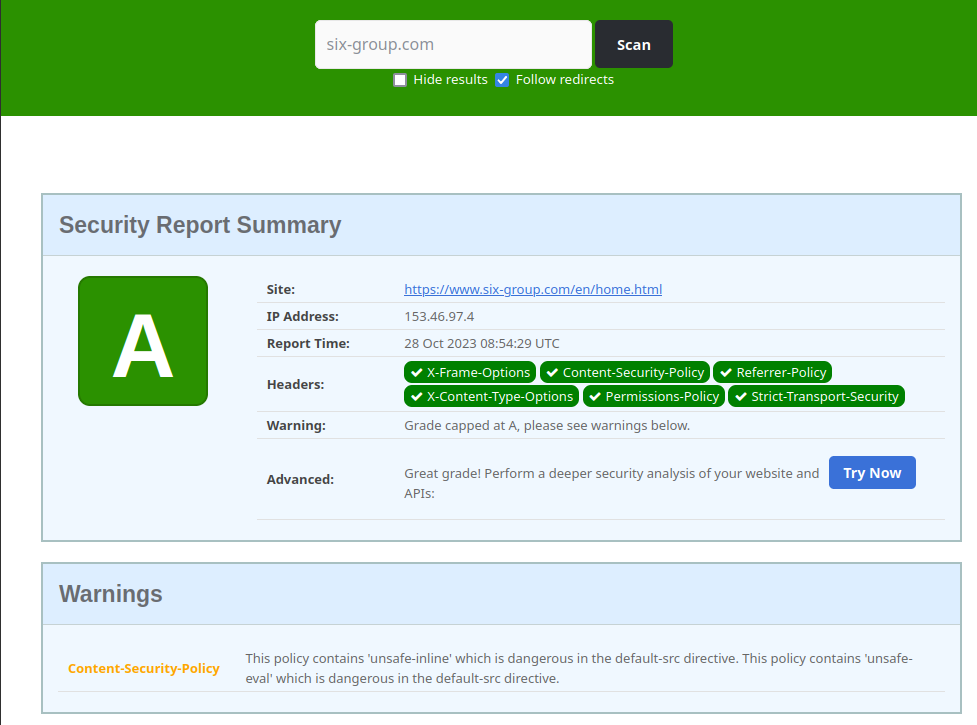 six-group.com
Scan
Hide results Follow redirects
Security Report Summary
A
Site: https://www.six-group.com/en/home.html
IP Address: 153.46.97.4
Report Time: 28 Oct 2023 08:54:29 UTC
Headers:
X-Frame-Options Content-Security-Policy Referrer-Policy
X-Content-Type-Options Permissions-Policy Strict-Transport-Security
Warning: Grade capped at A, please see warnings below.
Advanced:
Great grade! Perform a deeper security analysis of your website and
APIs:
Try Now
Warnings
Content-Security-Policy
This policy contains 'unsafe-inline' which is dangerous in the default-src directive. This policy contains 'unsafe-
eval' which is dangerous in the default-src directive.